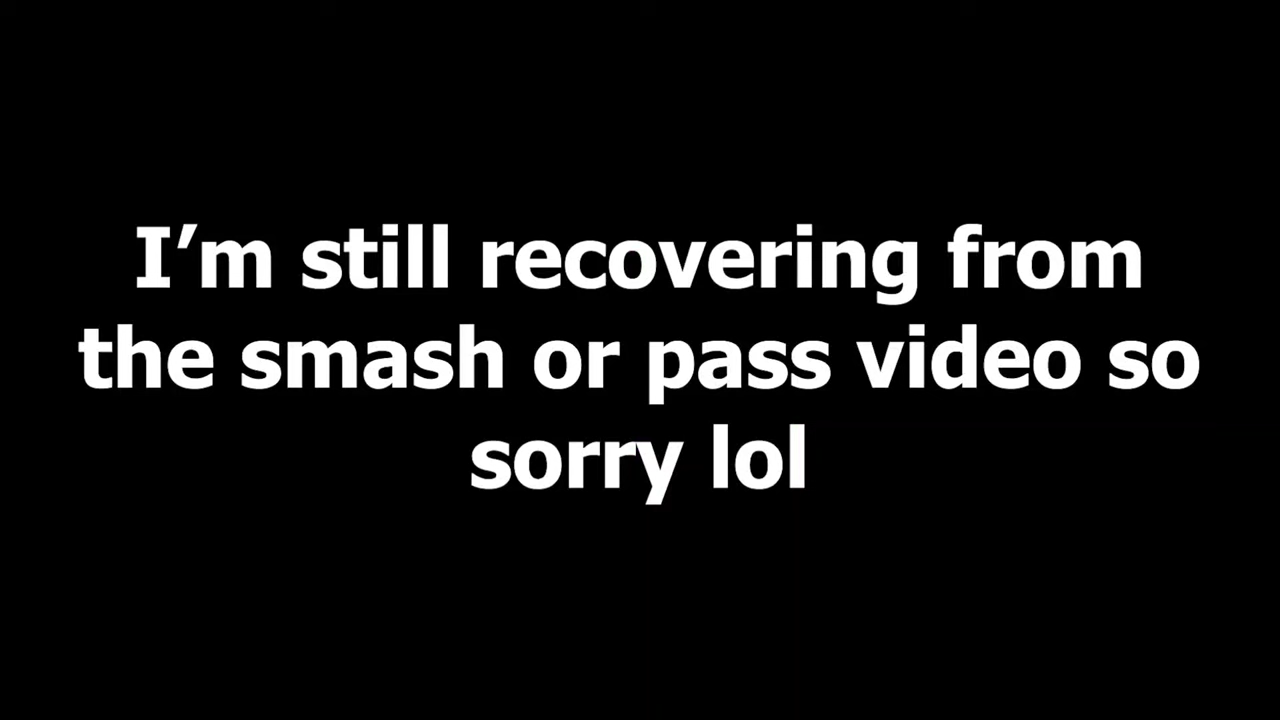 I’m still recovering from
the smash or pass video so
sorry lol